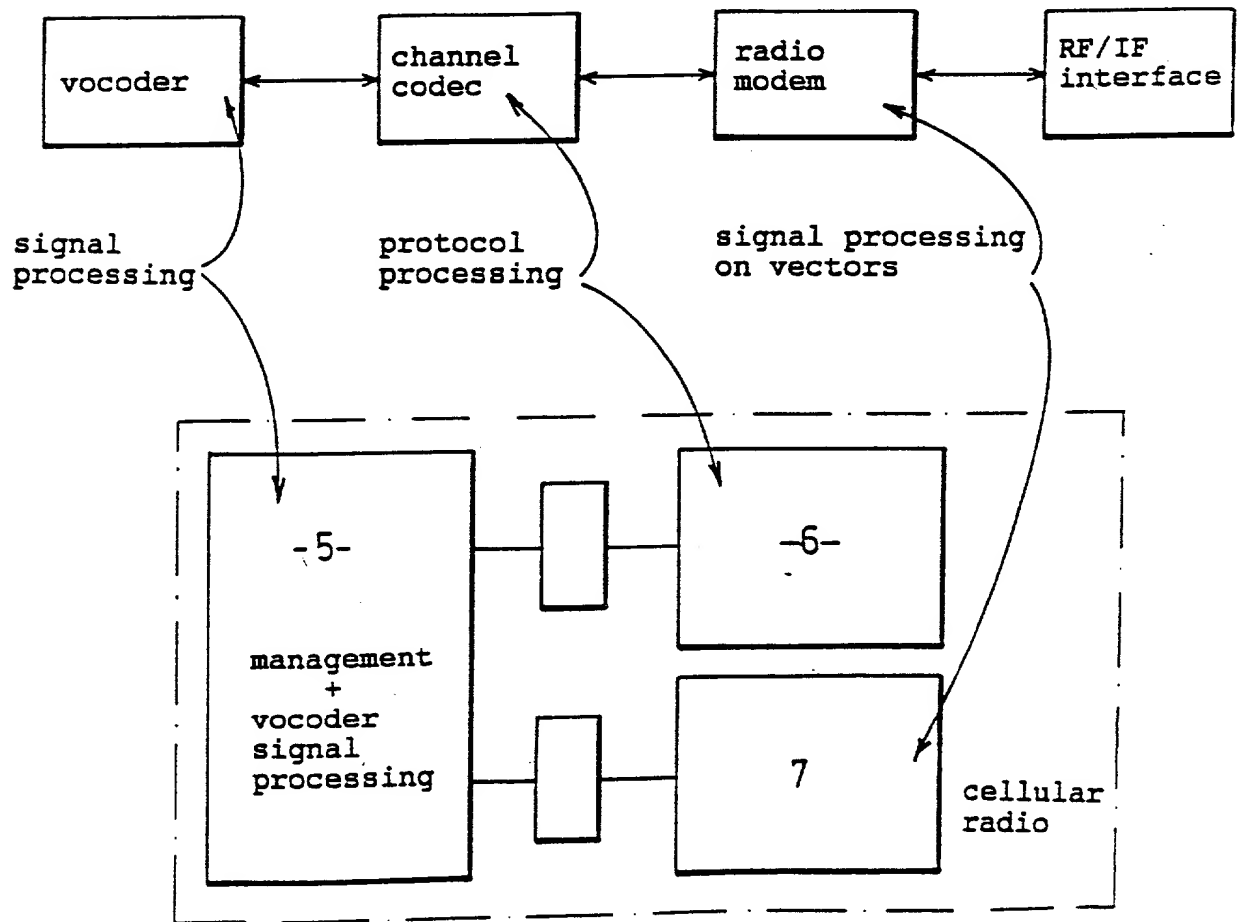 vocoder
channel
codec
radio
modem
RF/IF
interface
signal
processing
protocol
processing
signal processing
on vectors
-5-
management
+
vocoder
signal
processing
-6-
7
cellular
radio